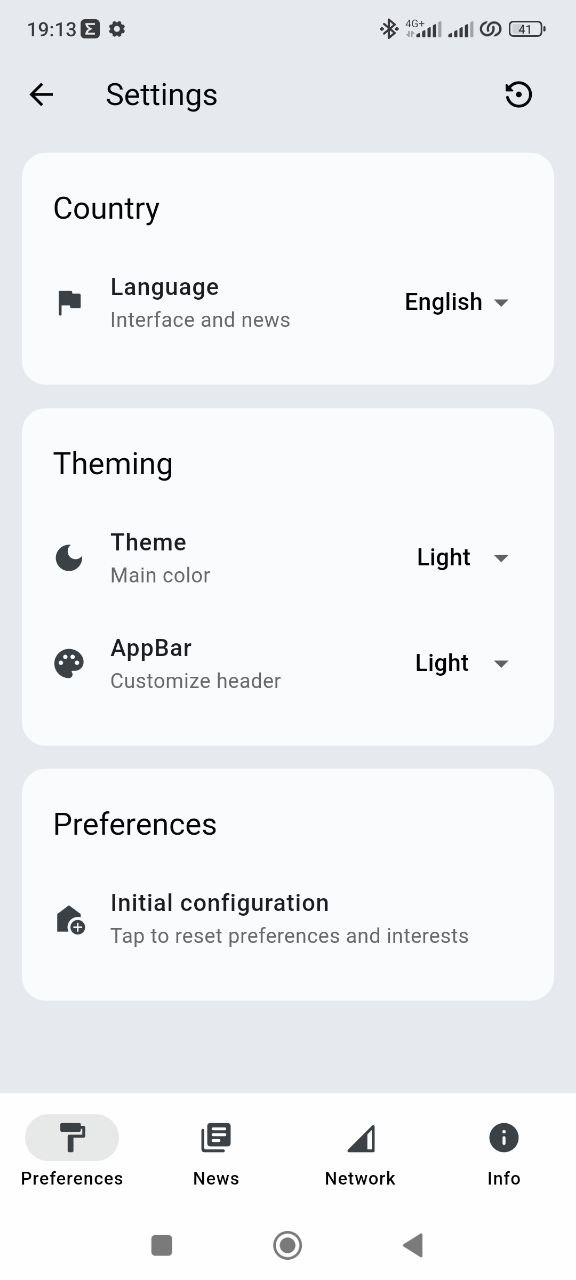 19:13
4G+
41
Settings
Country
Language
Interface and news
English
Theming
Theme
Main color
Light
AppBar
Customize header
Light
Preferences
Initial configuration
Tap to reset preferences and interests
Preferences
News
Network
Info